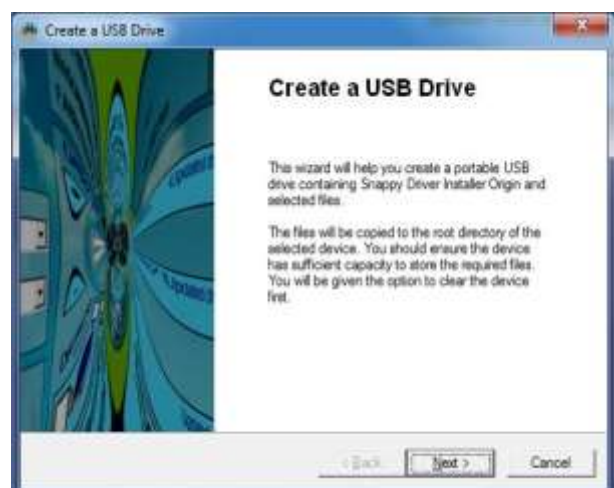 Create a USB Drive
Create a USB Drive
This wizard will help you create a portable USB
drive containing Snappy Driver Installer Origin and
selected files.
The files will be copied to the root directory of the
selected device. You should ensure the device
has sufficient capacity to store the required files.
You will be given the option to clear the device
first.
< Back
Next >
Cancel